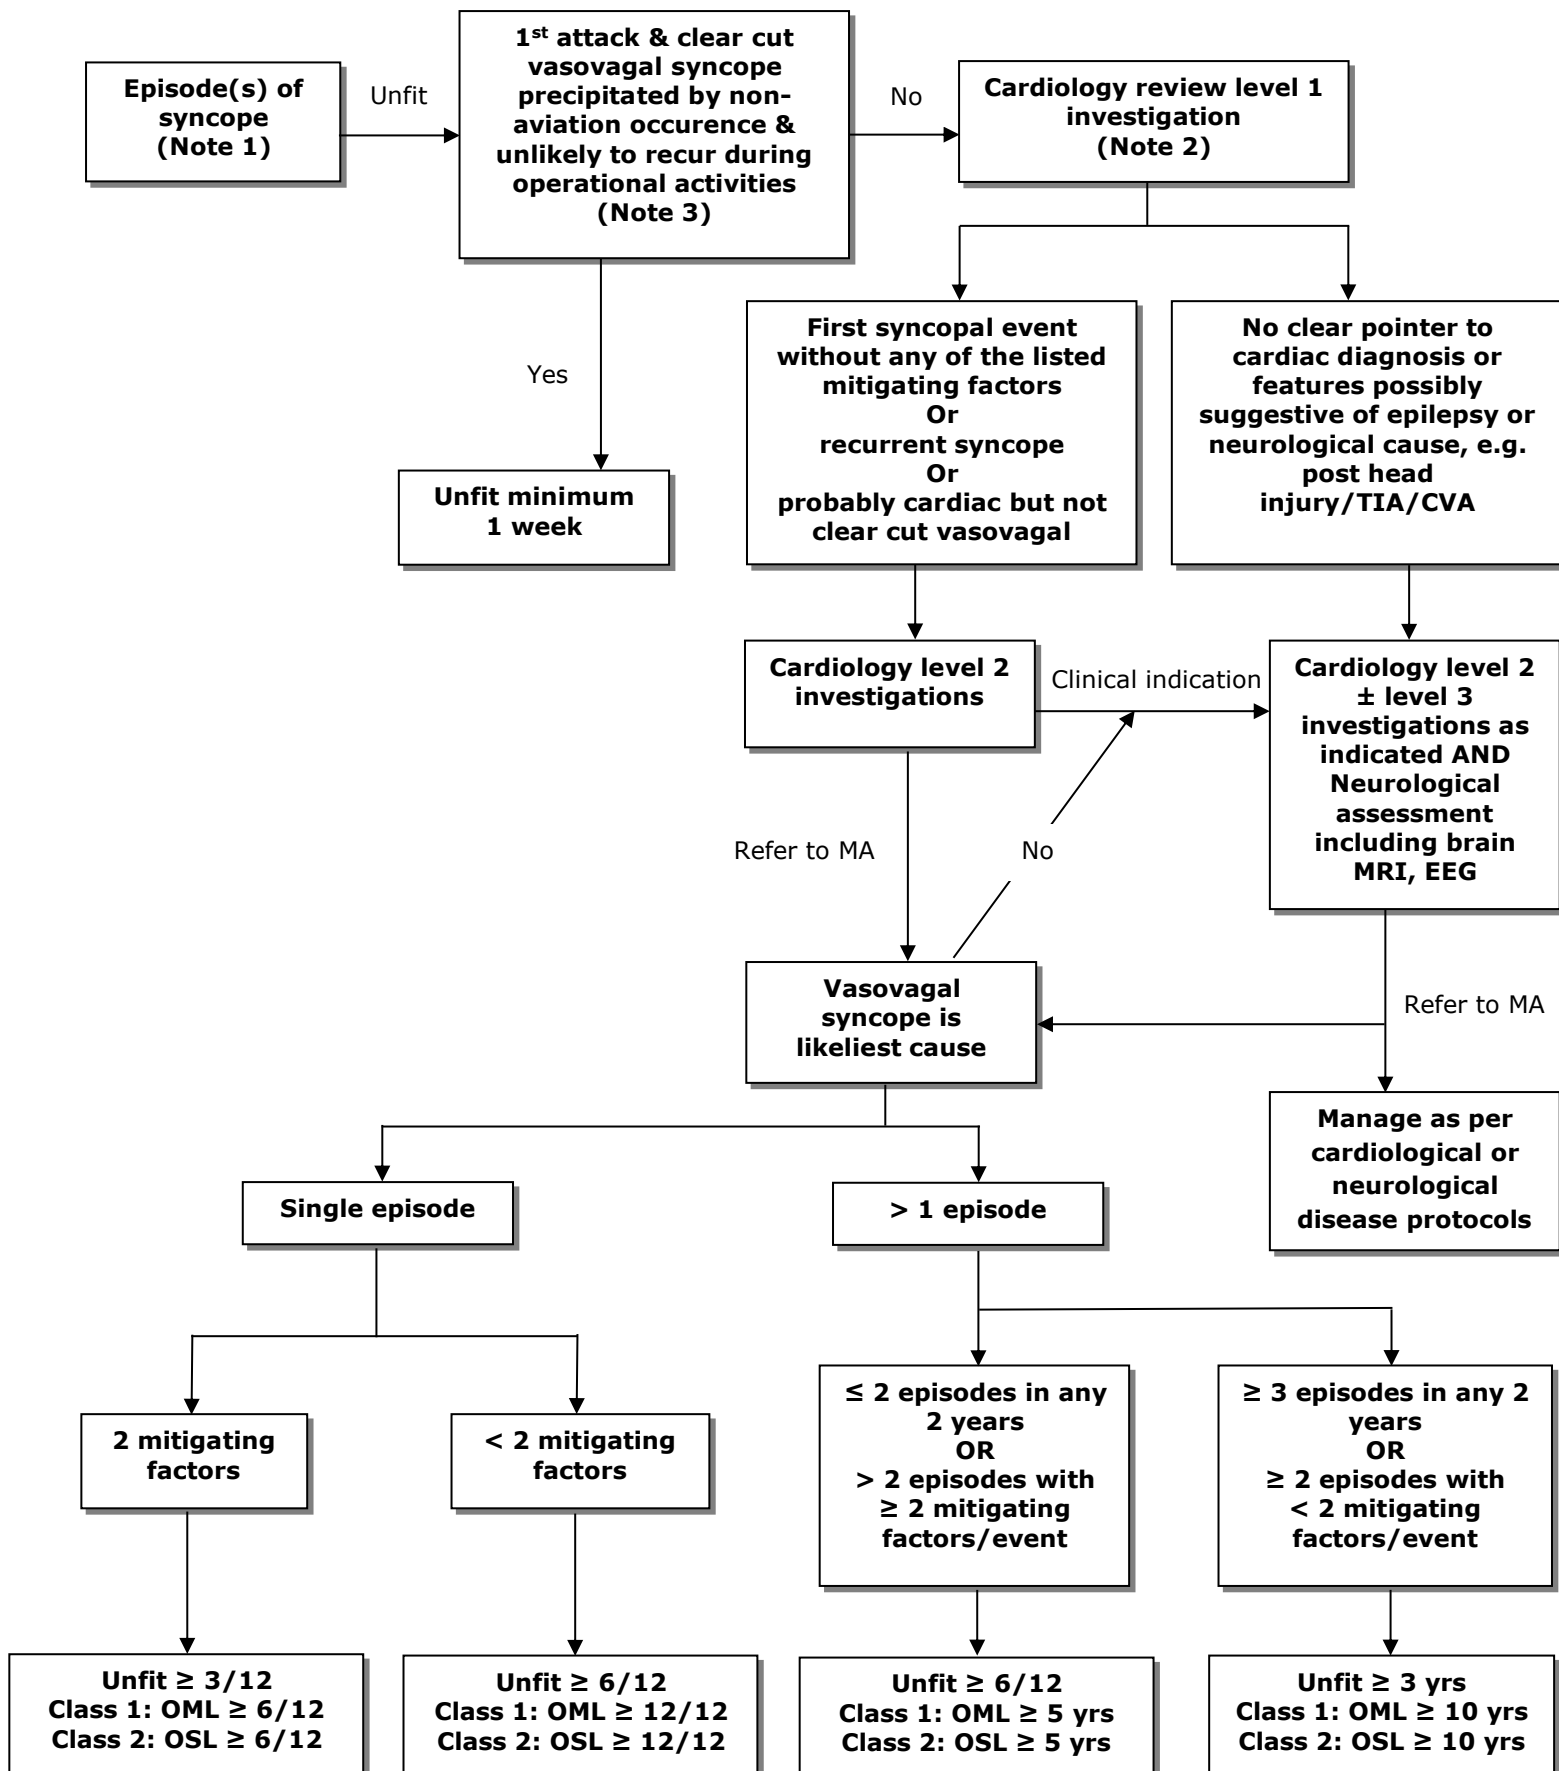 Episode(s) of
syncope
(Note 1)
Unfit
1st attack & clear cut
vasovagal syncope
precipitated by non-
aviation occurence &
unlikely to recur during
operational activities
(Note 3)
No
Cardiology review level 1
investigation
(Note 2)
Yes
Unfit minimum
1 week
First syncopal event
without any of the listed
mitigating factors
Or
recurrent syncope
Or
probably cardiac but not
clear cut vasovagal
No clear pointer to
cardiac diagnosis or
features possibly
suggestive of epilepsy or
neurological cause, e.g.
post head
injury/TIA/CVA
Cardiology level 2
investigations
Clinical indication
Cardiology level 2
± level 3
investigations as
indicated AND
Neurological
assessment
including brain
MRI, EEG
Refer to MA
No
Vasovagal
syncope is
likeliest cause
Refer to MA
Manage as per
cardiological or
neurological
disease protocols
Single episode
> 1 episode
2 mitigating
factors
< 2 mitigating
factors
≤ 2 episodes in any
2 years
OR
> 2 episodes with
≥ 2 mitigating
factors/event
≥ 3 episodes in any 2
years
OR
≥ 2 episodes with
< 2 mitigating
factors/event
Unfit ≥ 3/12
Class 1: OML ≥ 6/12
Class 2: OSL ≥ 6/12
Unfit ≥ 6/12
Class 1: OML ≥ 12/12
Class 2: OSL ≥ 12/12
Unfit ≥ 6/12
Class 1: OML ≥ 5 yrs
Class 2: OSL ≥ 5 yrs
Unfit ≥ 3 yrs
Class 1: OML ≥ 10 yrs
Class 2: OSL ≥ 10 yrs